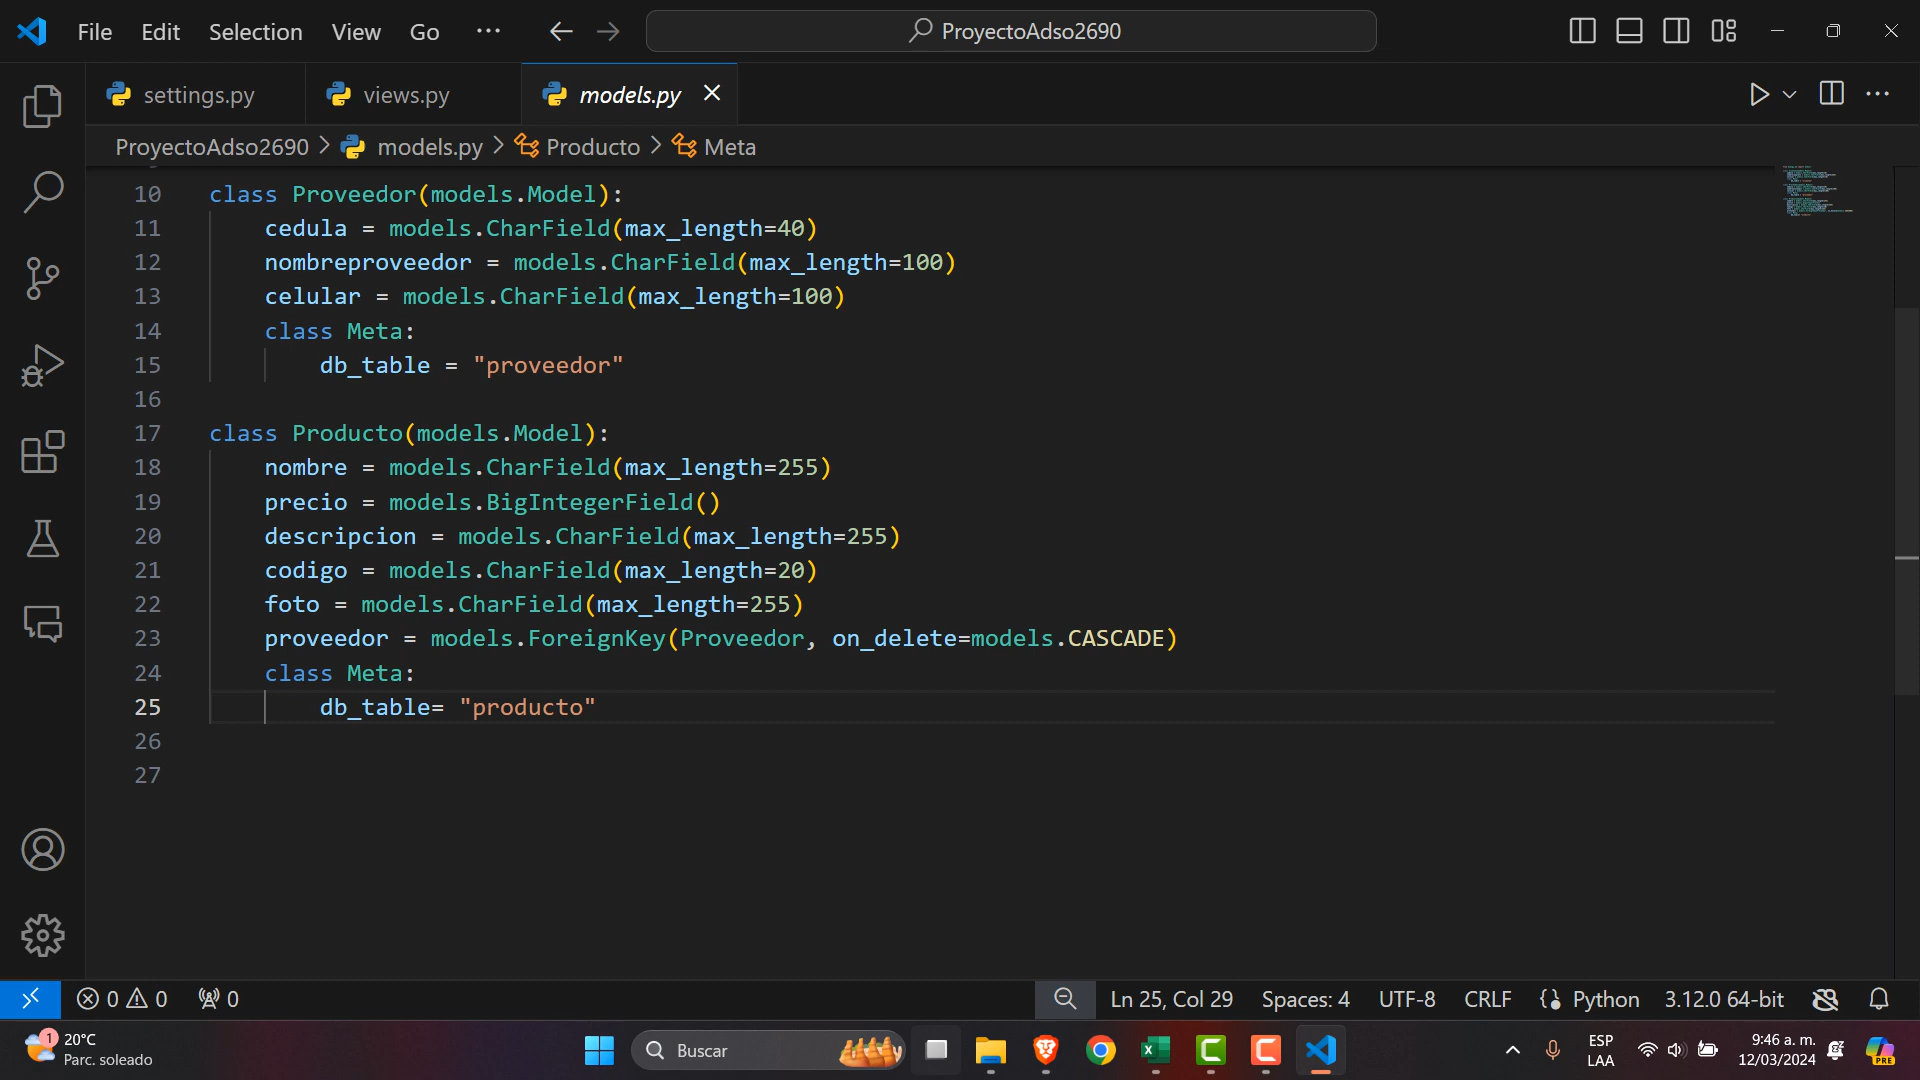 File Edit Selection View Go ··· ProyectoAdso2690
settings.py views.py models.py
ProyectoAdso2690 > models.py > Producto > Meta
10 class Proveedor(models.Model):
11 cedula = models.CharField(max_length=40)
12 nombreproveedor = models.CharField(max_length=100)
13 celular = models.CharField(max_length=100)
14 class Meta:
15 db_table = "proveedor"
16
17 class Producto(models.Model):
18 nombre = models.CharField(max_length=255)
19 precio = models.BigIntegerField()
20 descripcion = models.CharField(max_length=255)
21 codigo = models.CharField(max_length=20)
22 foto = models.CharField(max_length=255)
23 proveedor = models.ForeignKey(Proveedor, on_delete=models.CASCADE)
24 class Meta:
25 db_table= "producto"
26
27
0 0 0 Ln 25, Col 29 Spaces: 4 UTF-8 CRLF Python 3.12.0 64-bit
1 20°C
Parc. soleado
Buscar
ESP
LAA
9:46 a. m.
12/03/2024
PRE